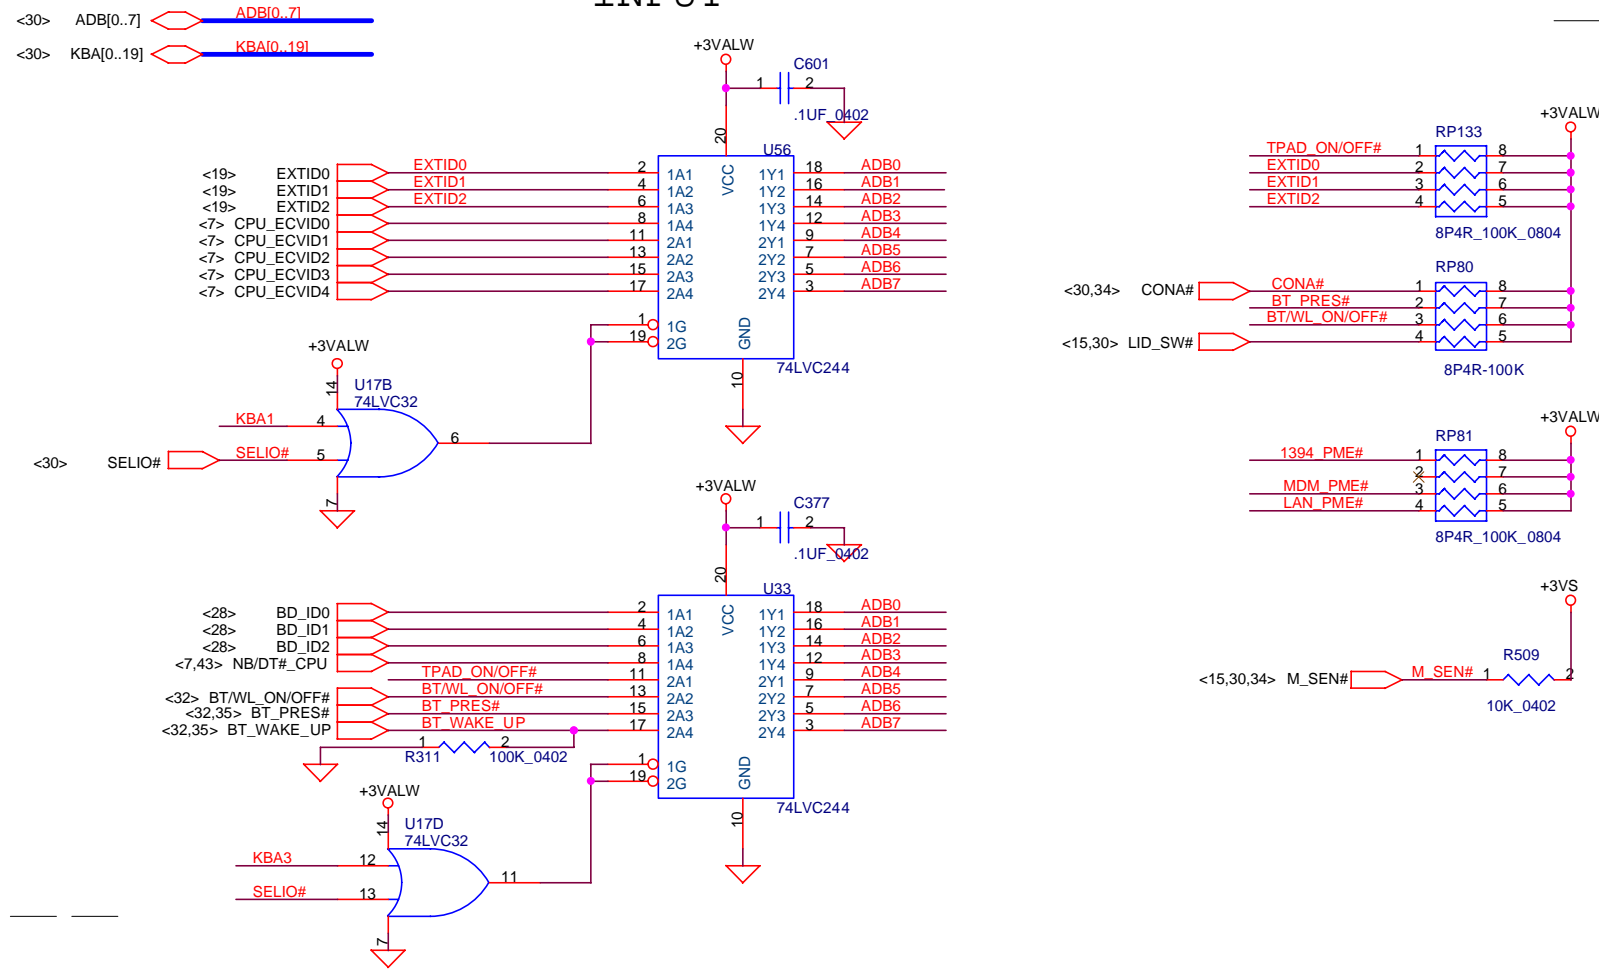 <30> ADB[0..7] ADB[0..7]
<30> KBA[0..19] KBA[0..19]
+3VALW
C601
1 2
.1UF_0402
20
U56
VCC
<19> EXTID0 EXTID0 2 1A1 1Y1 18 ADB0
<19> EXTID1 EXTID1 4 1A2 1Y2 16 ADB1
<19> EXTID2 EXTID2 6 1A3 1Y3 14 ADB2
<7> CPU_ECVID0 8 1A4 1Y4 12 ADB3
<7> CPU_ECVID1 11 2A1 2Y1 9 ADB4
<7> CPU_ECVID2 13 2A2 2Y2 7 ADB5
<7> CPU_ECVID3 15 2A3 2Y3 5 ADB6
<7> CPU_ECVID4 17 2A4 2Y4 3 ADB7
1 1G
19 2G
GND
10
74LVC244
+3VALW
14
U17B
74LVC32
KBA1 4
6
<30> SELIO# SELIO# 5
7
+3VALW
C377
1 2
.1UF_0402
20
U33
VCC
<28> BD_ID0 2 1A1 1Y1 18 ADB0
<28> BD_ID1 4 1A2 1Y2 16 ADB1
<28> BD_ID2 6 1A3 1Y3 14 ADB2
<7,43> NB/DT#_CPU 8 1A4 1Y4 12 ADB3
TPAD_ON/OFF# 11 2A1 2Y1 9 ADB4
<32> BT/WL_ON/OFF# BT/WL_ON/OFF# 13 2A2 2Y2 7 ADB5
<32,35> BT_PRES# BT_PRES# 15 2A3 2Y3 5 ADB6
<32,35> BT_WAKE_UP BT_WAKE_UP 17 2A4 2Y4 3 ADB7
1 2
R311 100K_0402
1 1G
19 2G
GND
10
74LVC244
+3VALW
14
U17D
74LVC32
KBA3 12
11
SELIO# 13
7
+3VALW
RP133
TPAD_ON/OFF# 1 8
EXTID0 2 7
EXTID1 3 6
EXTID2 4 5
8P4R_100K_0804
RP80
<30,34> CONA# CONA# 1 8
BT_PRES# 2 7
BT/WL_ON/OFF# 3 6
<15,30> LID_SW# 4 5
8P4R-100K
+3VALW
RP81
1394_PME# 1 8
2 7
MDM_PME# 3 6
LAN_PME# 4 5
8P4R_100K_0804
+3VS
R509
<15,30,34> M_SEN# M_SEN# 1 2
10K_0402